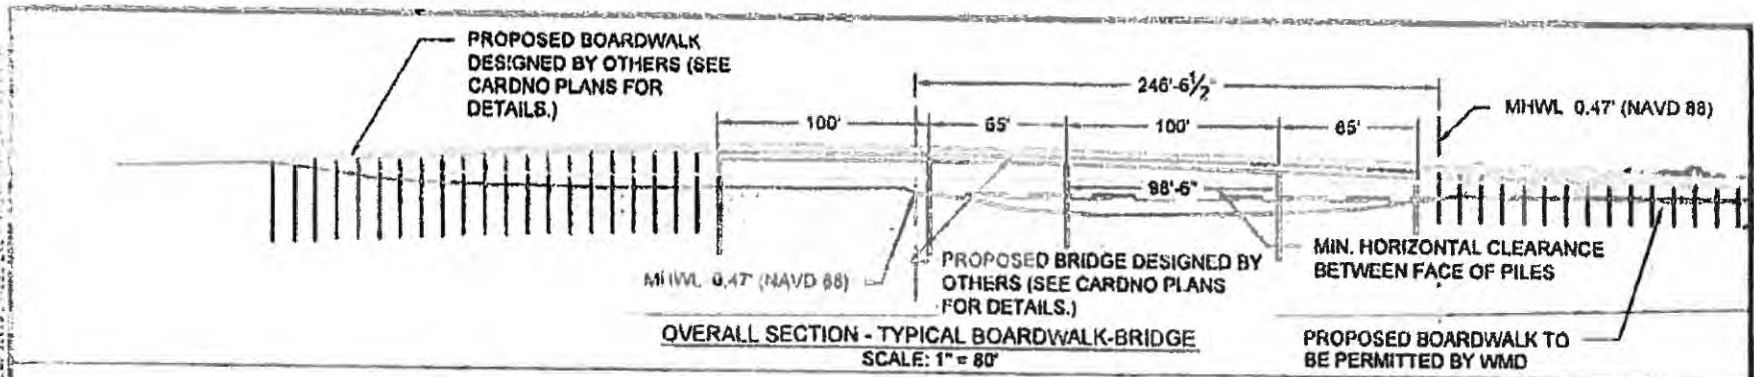 PROPOSED BOARDWALK
DESIGNED BY OTHERS (SEE
CARDNO PLANS FOR
DETAILS.)
246'-6 1/2"
MHWL 0.47' (NAVD 88)
100'
65'
100'
65'
98'-6"
MHWL 0.47' (NAVD 88)
PROPOSED BRIDGE DESIGNED BY
OTHERS (SEE CARDNO PLANS
FOR DETAILS.)
MIN. HORIZONTAL CLEARANCE
BETWEEN FACE OF PILES
OVERALL SECTION - TYPICAL BOARDWALK-BRIDGE
SCALE: 1" = 80'
PROPOSED BOARDWALK TO
BE PERMITTED BY WMD